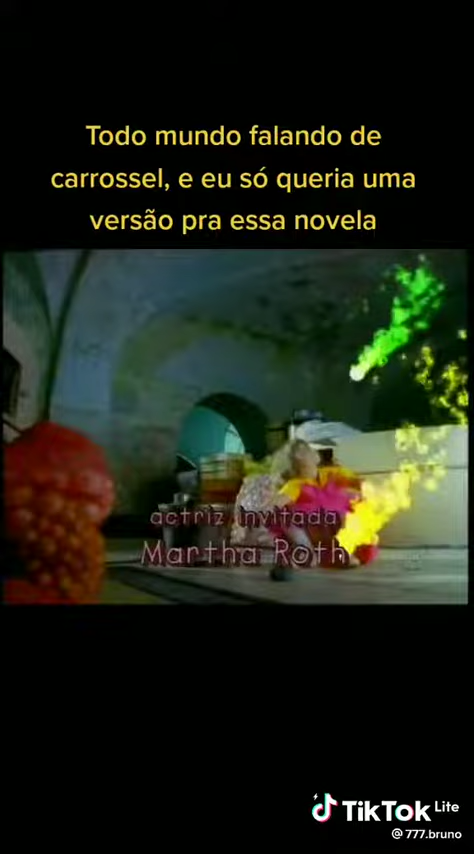 Todo mundo falando de
carrossel, e eu só queria uma
versão pra essa novela
actriz invitada
Martha Roth
TikTok Lite
@777.bruno